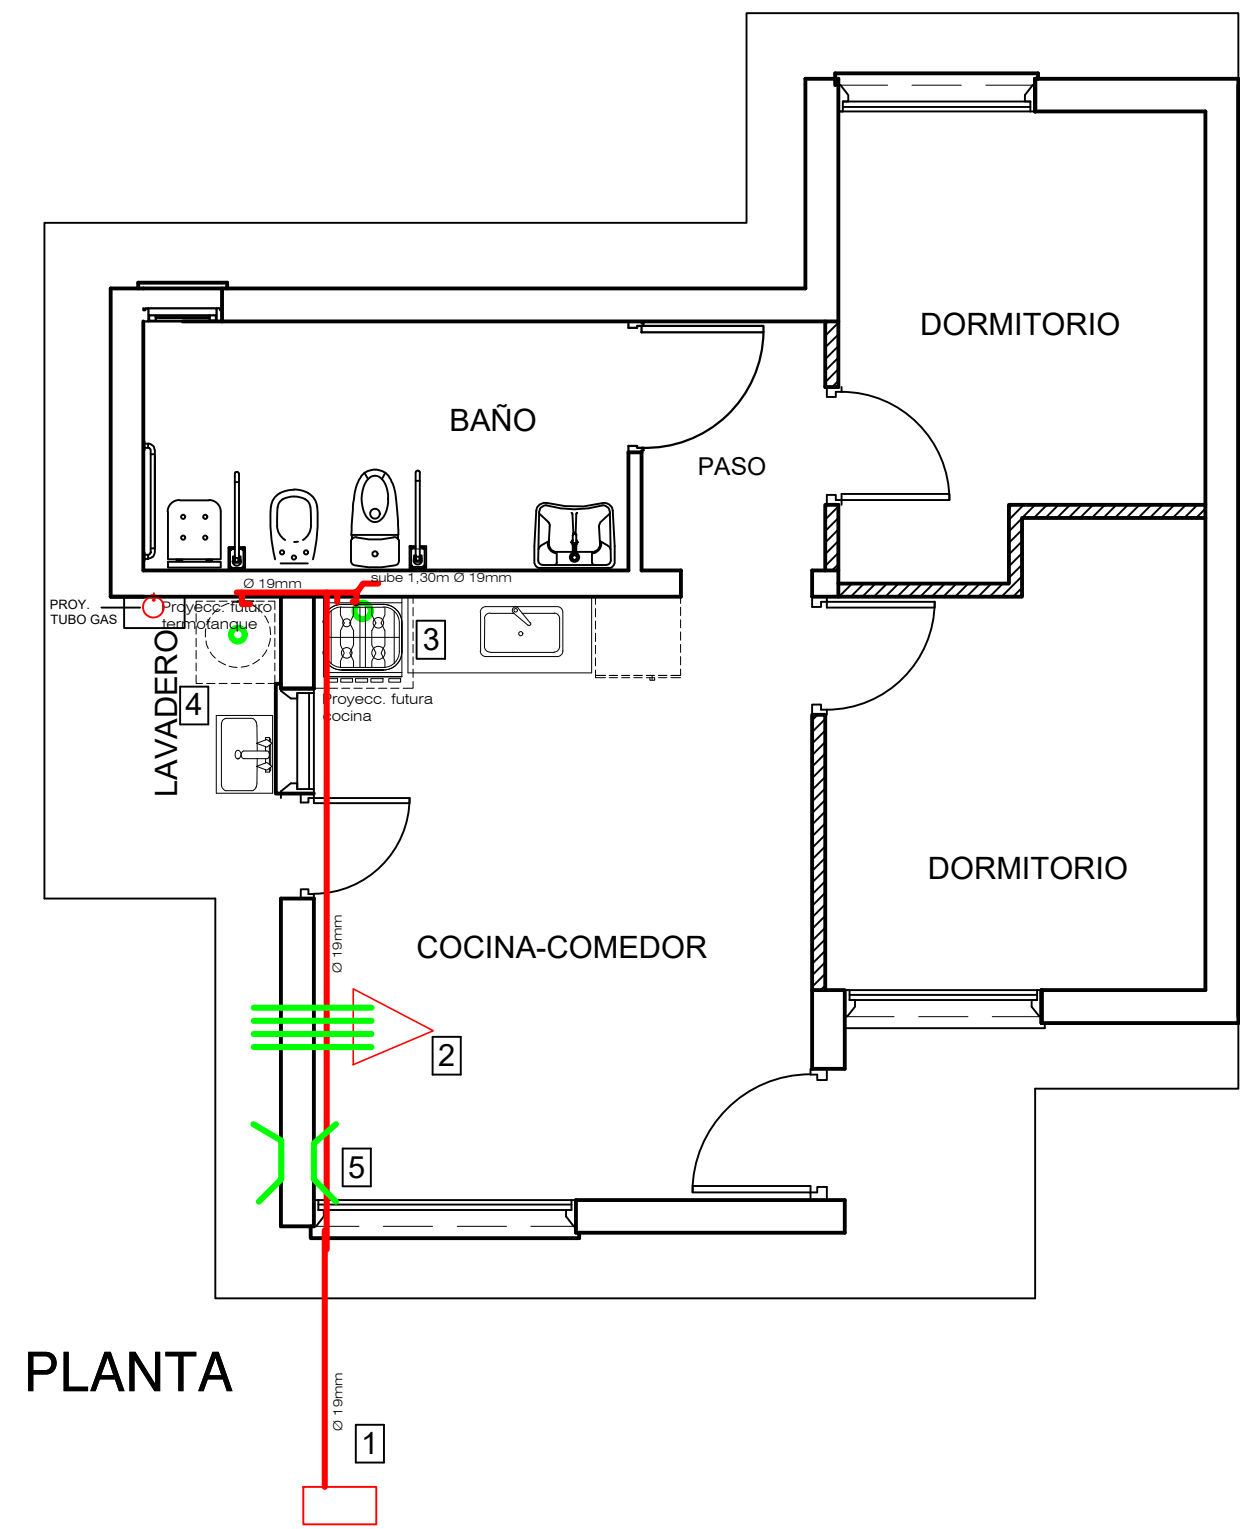 DORMITORIO
BAÑO
PASO
Ø 19mm
sube 1,30m Ø 19mm
PROY.
TUBO GAS
Proyecc. futuro
termotanque
3
4
LAVADERO
Proyecc. futura
cocina
DORMITORIO
COCINA-COMEDOR
Ø 19mm
2
5
PLANTA
Ø 19mm
1